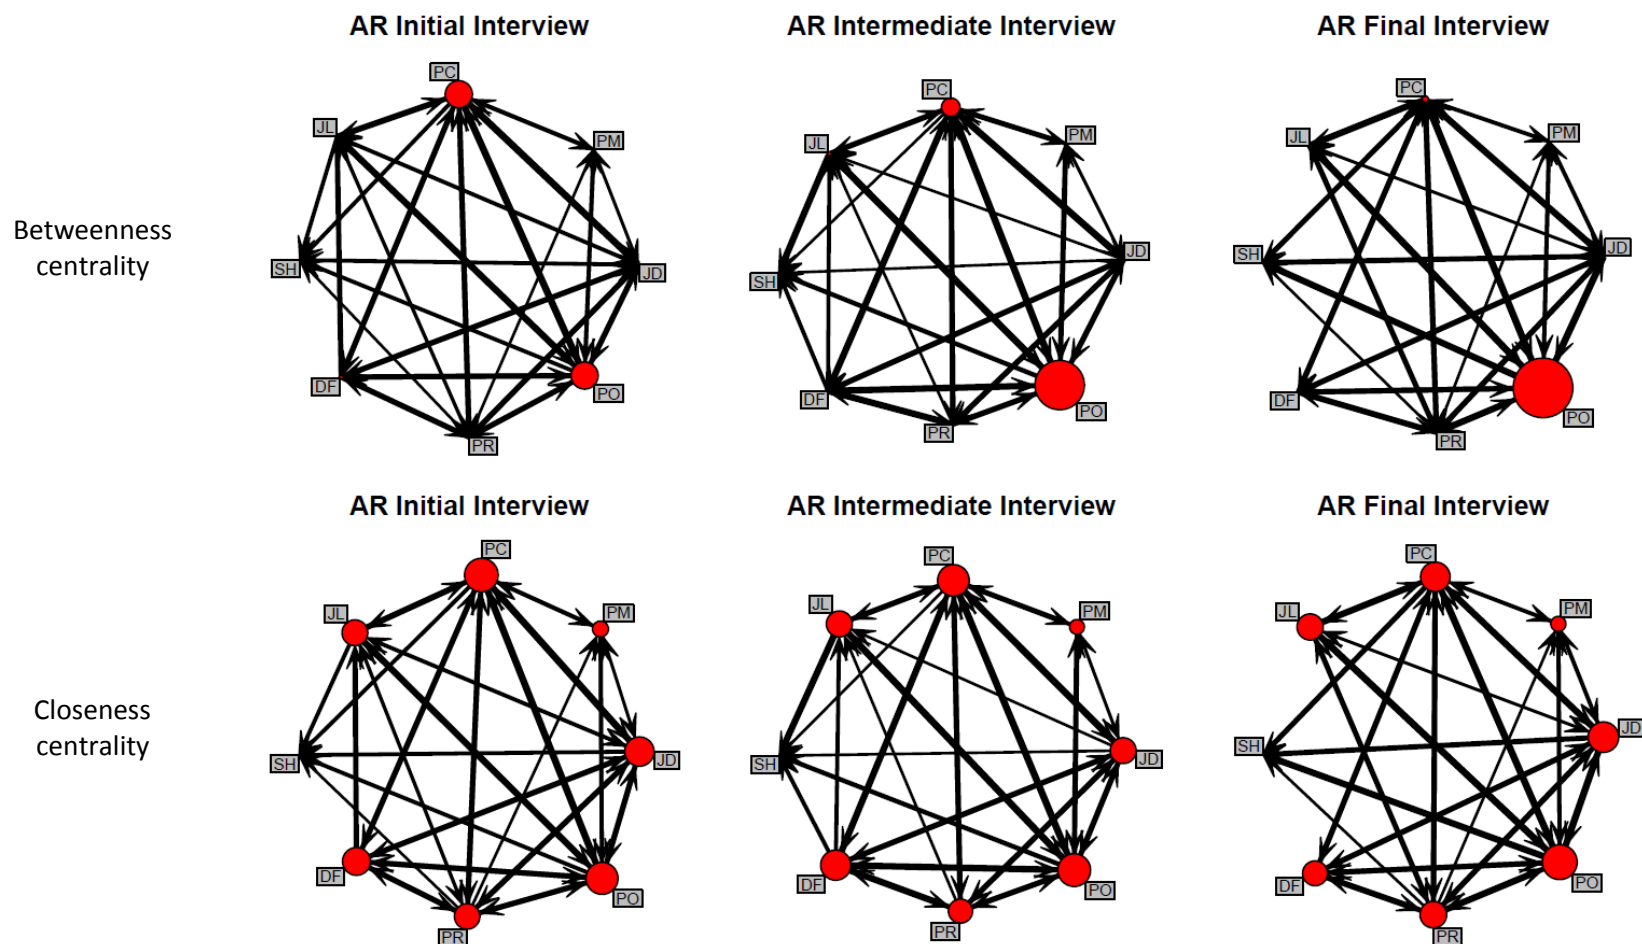 AR Initial Interview
AR Intermediate Interview
AR Final Interview
Betweenness
centrality
PC
JL
PM
SH
JD
DF
PO
PR
PC
JL
PM
SH
JD
DF
PO
PR
PC
JL
PM
SH
JD
DF
PO
PR
AR Initial Interview
AR Intermediate Interview
AR Final Interview
Closeness
centrality
PC
JL
PM
SH
JD
DF
PO
PR
PC
JL
PM
SH
JD
DF
PO
PR
PC
JL
PM
SH
JD
DF
PO
PR